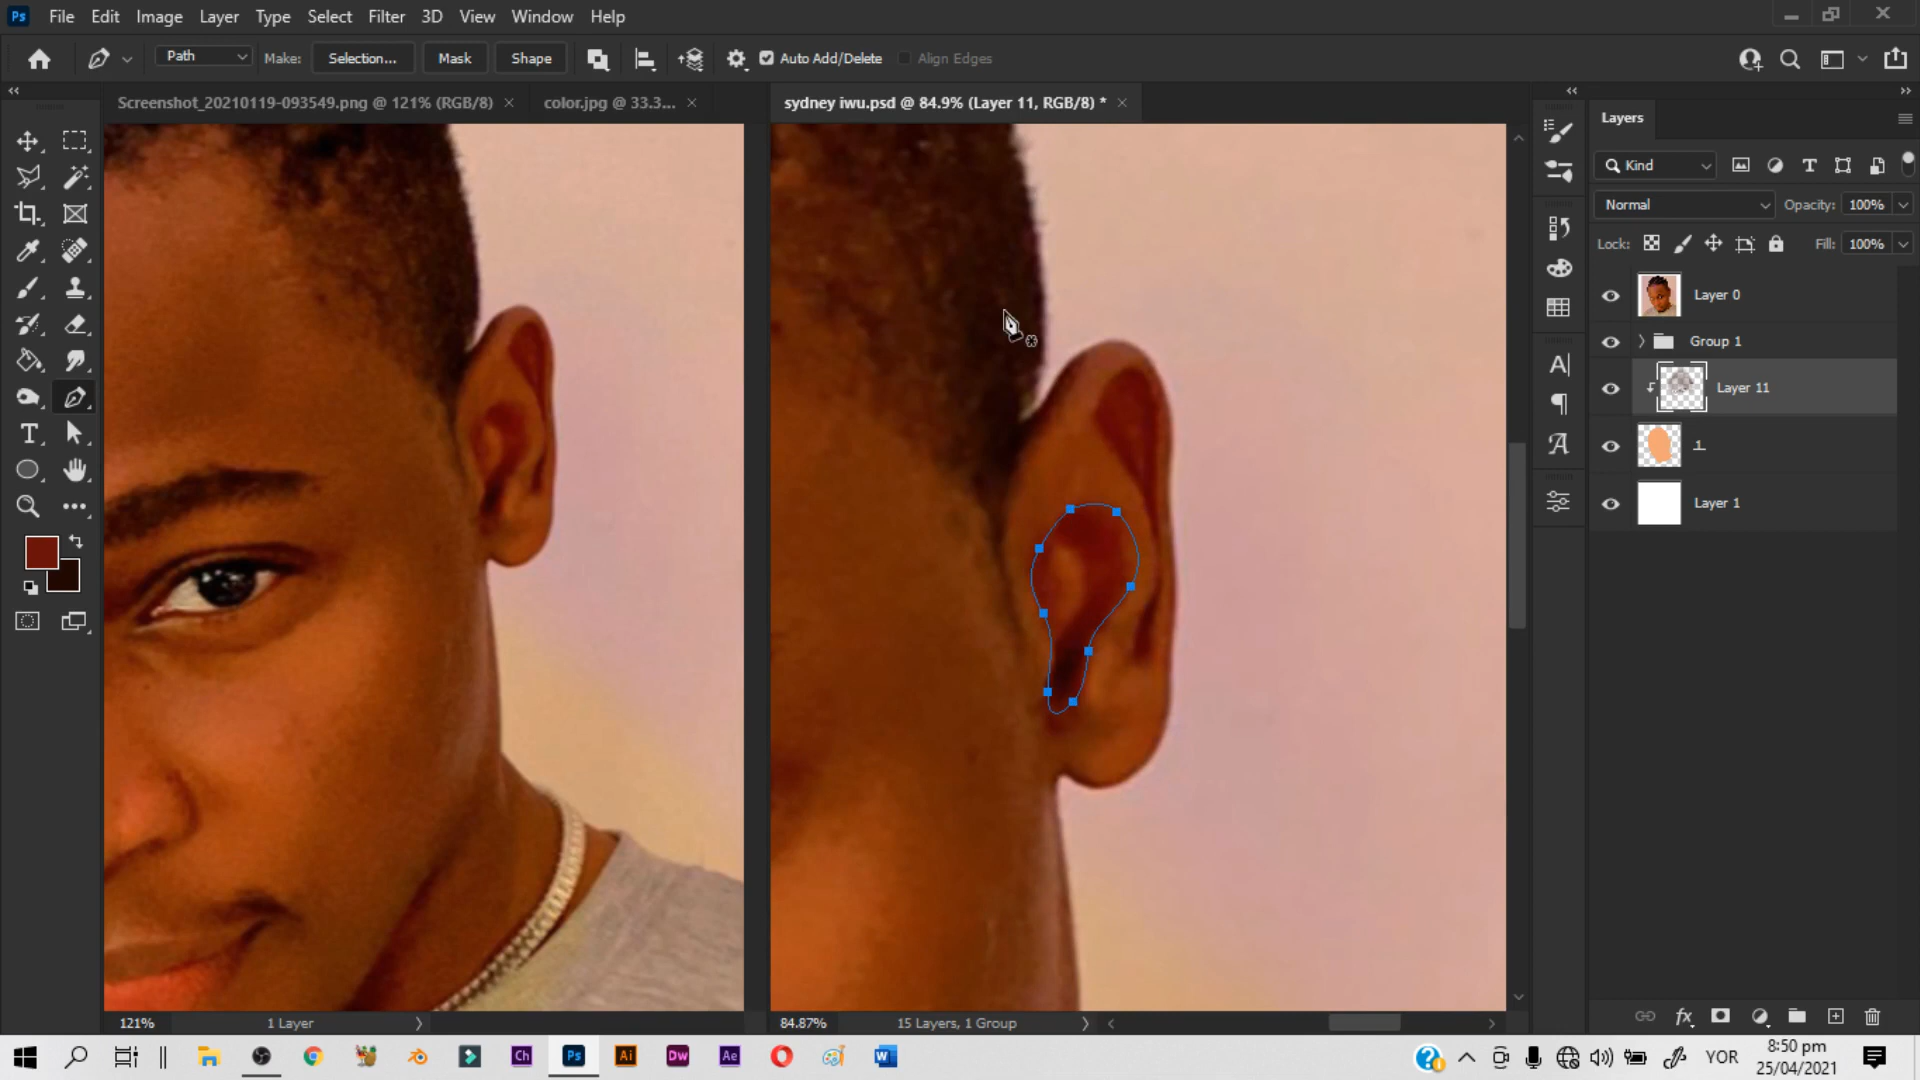 Ps File Edit Image Layer Type Select Filter 3D View Window Help
Path Make: Selection... Mask Shape Auto Add/Delete Align Edges
Screenshot_20210119-093549.png @ 121% (RGB/8) color.jpg @ 33.3... sydney iwu.psd @ 84.9% (Layer 11, RGB/8) *
Layers
Kind
Normal Opacity: 100%
Lock: Fill: 100%
Layer 0
Group 1
Layer 11
Layer 1
121% 1 Layer 84.87% 15 Layers, 1 Group
Ch Ps Ai Dw Ae W YOR 8:50 pm
25/04/2021